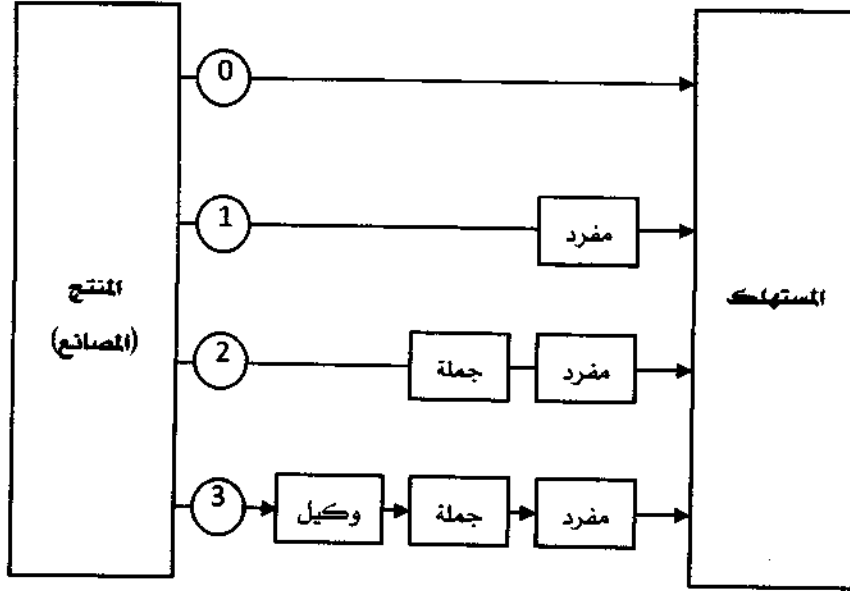 0
1
مفرد
المنتج
(المصانع)
المستهلك
2
جملة
مفرد
3
وكيل
جملة
مفرد